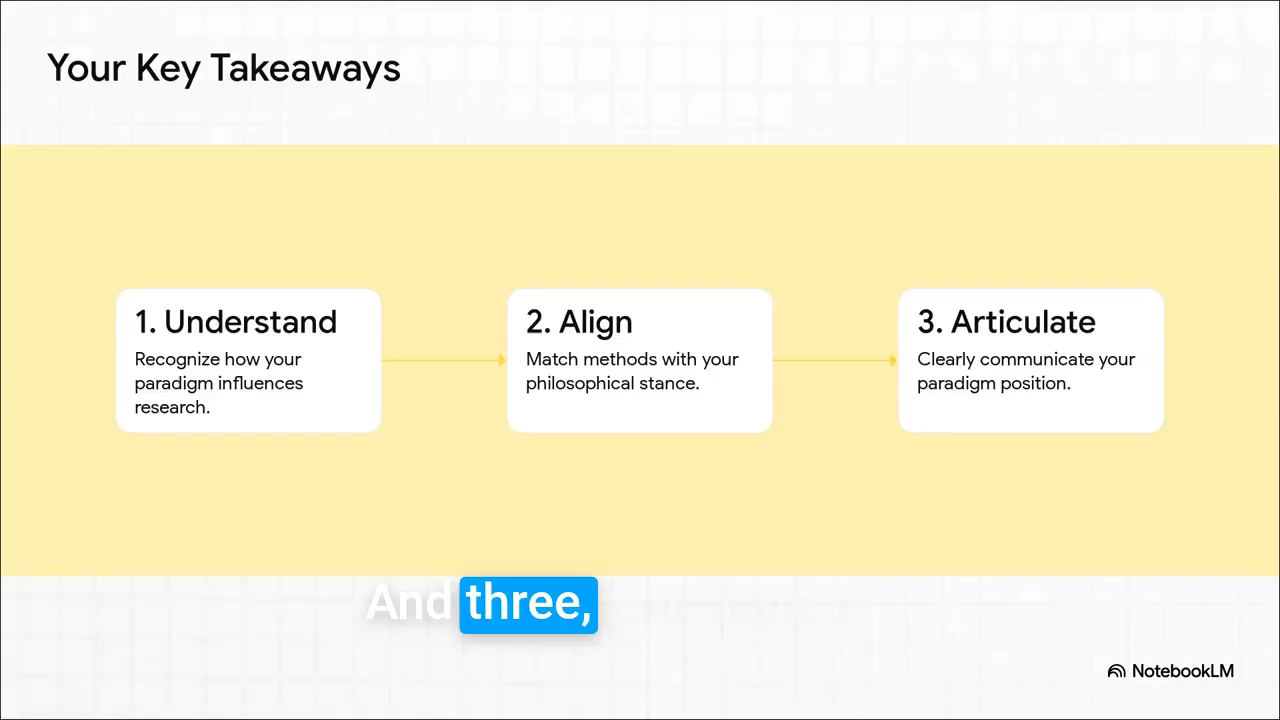 Your Key Takeaways
1. Understand
Recognize how your
paradigm influences
research.
2. Align
Match methods with your
philosophical stance.
3. Articulate
Clearly communicate your
paradigm position.
And three,
NotebookLM